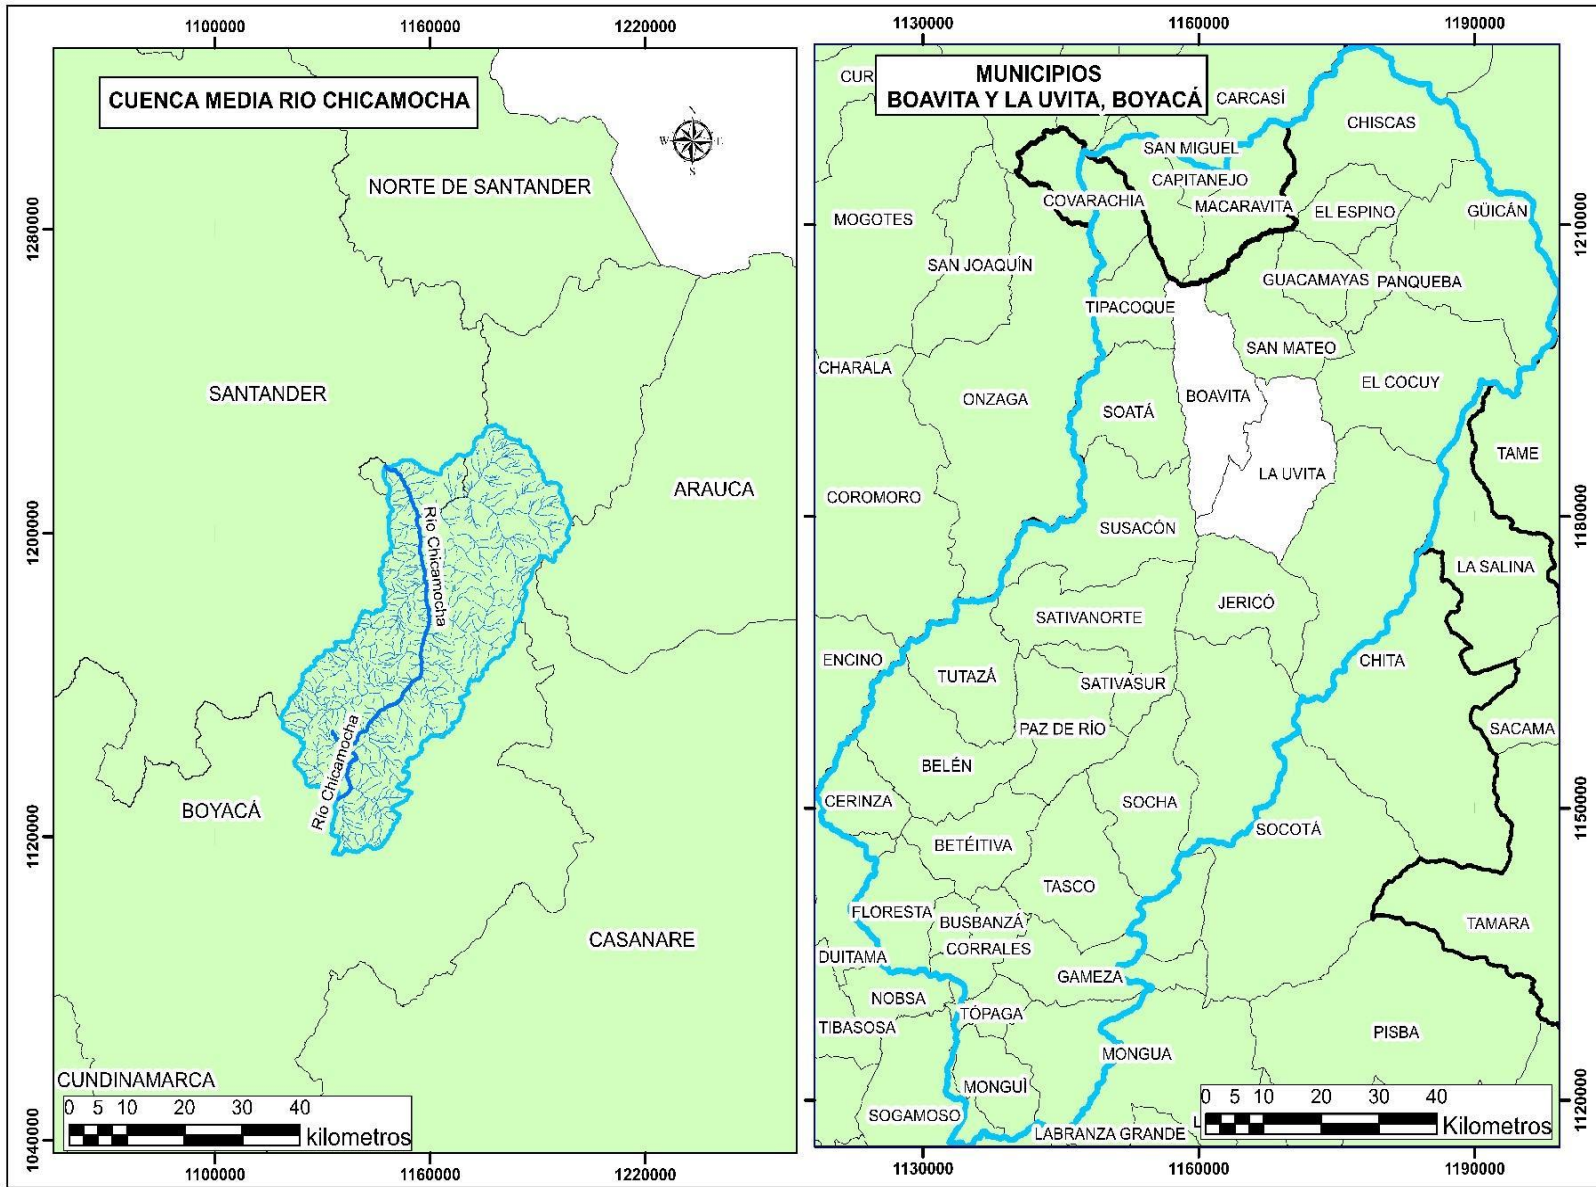 1100000
1160000
1220000
CUENCA MEDIA RIO CHICAMOCHA
N
W
E
S
NORTE DE SANTANDER
SANTANDER
ARAUCA
Río Chicamocha
Río Chicamocha
BOYACÁ
CASANARE
CUNDINAMARCA
0 5 10 20 30 40
kilometros
1280000
1200000
1120000
1040000
1100000
1160000
1220000
1130000
1160000
1190000
MUNICIPIOS
BOAVITA Y LA UVITA, BOYACÁ
CUR
CARCASÍ
CHISCAS
SAN MIGUEL
CAPITANEJO
COVARACHIA
MACARAVITA
EL ESPINO
GÜICÁN
MOGOTES
SAN JOAQUÍN
GUACAMAYAS
PANQUEBA
TIPACOQUE
SAN MATEO
CHARALA
EL COCUY
ONZAGA
SOATÁ
BOAVITA
TAME
LA UVITA
COROMORO
SUSACÓN
LA SALINA
JERICÓ
SATIVANORTE
ENCINO
CHITA
TUTAZÁ
SATIVASUR
PAZ DE RÍO
SACAMA
BELÉN
CERINZA
SOCHA
SOCOTÁ
BETÉITIVA
TASCO
FLORESTA
BUSBANZÁ
TAMARA
CORRALES
DUITAMA
GAMEZA
NOBSA
TÓPAGA
TIBASOSA
PISBA
MONGUA
MONGUÌ
SOGAMOSO
LABRANZA GRANDE
L
0 5 10 20 30 40
Kilometros
1210000
1180000
1150000
1120000
1130000
1160000
1190000